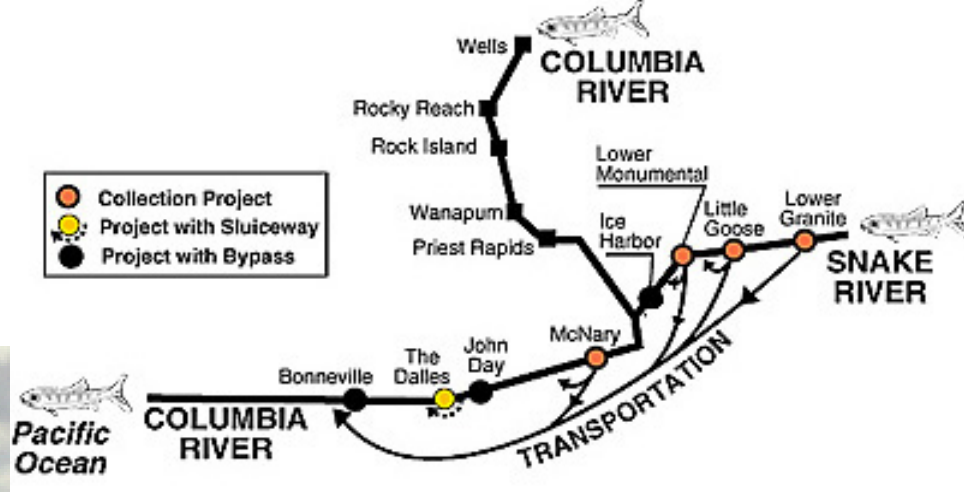 Wells
COLUMBIA
RIVER
Rocky Reach
Rock Island
Lower
Monumental
Collection Project
Project with Sluiceway
Project with Bypass
Wanapum
Priest Rapids
Ice
Harbor
Little
Goose
Lower
Granite
SNAKE
RIVER
McNary
John
Day
The
Dalles
Bonneville
TRANSPORTATION
COLUMBIA
RIVER
Pacific
Ocean